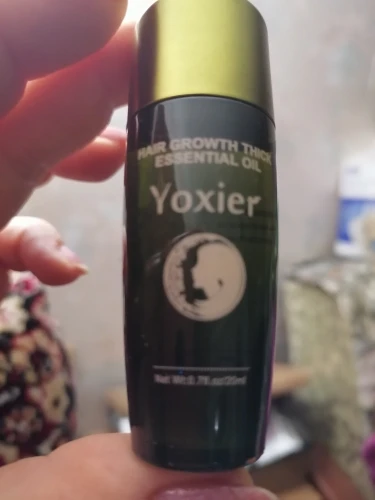 HAIR GROWTH THICK
ESSENTIAL OIL
Yoxier
Net Wt:0.7fl.oz/20ml